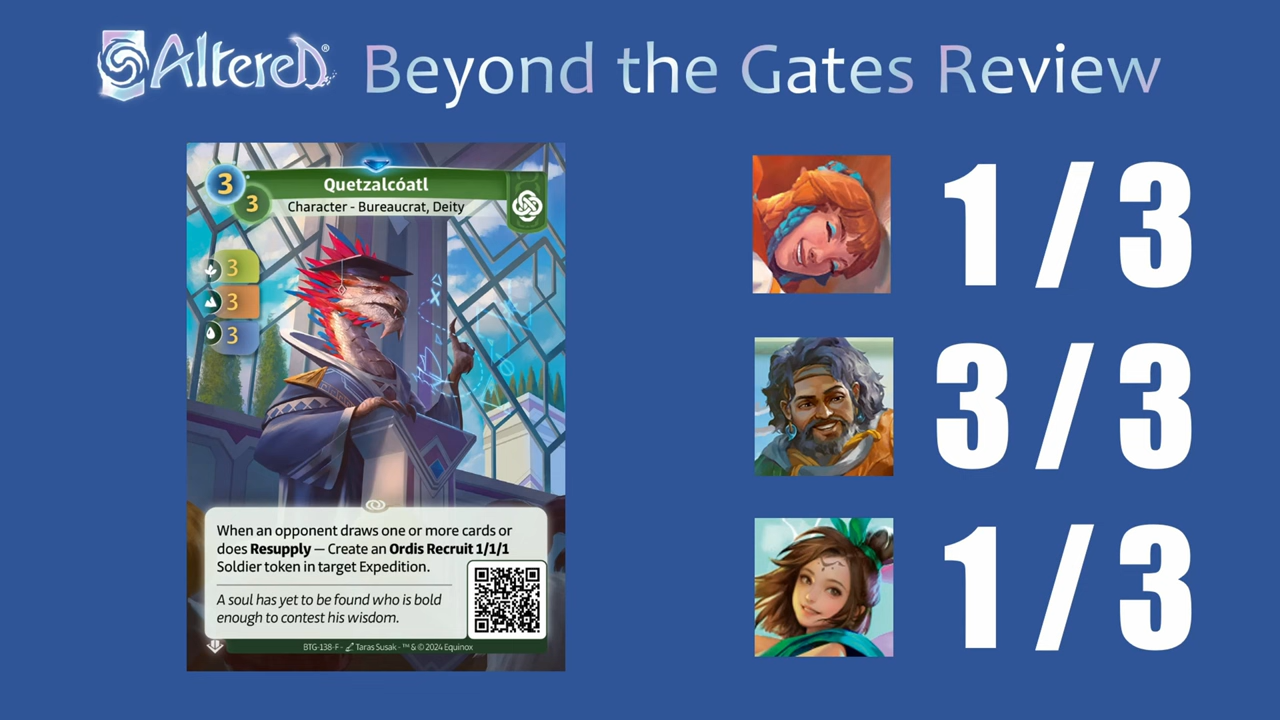 Altered® Beyond the Gates Review
3
3
Quetzalcóatl
Character - Bureaucrat, Deity
3
3
3
When an opponent draws one or more cards or
does Resupply — Create an Ordis Recruit 1/1/1
Soldier token in target Expedition.
A soul has yet to be found who is bold
enough to contest his wisdom.
BTG-138-F - Taras Susak - ™ & © 2024 Equinox
1/3
3/3
1/3